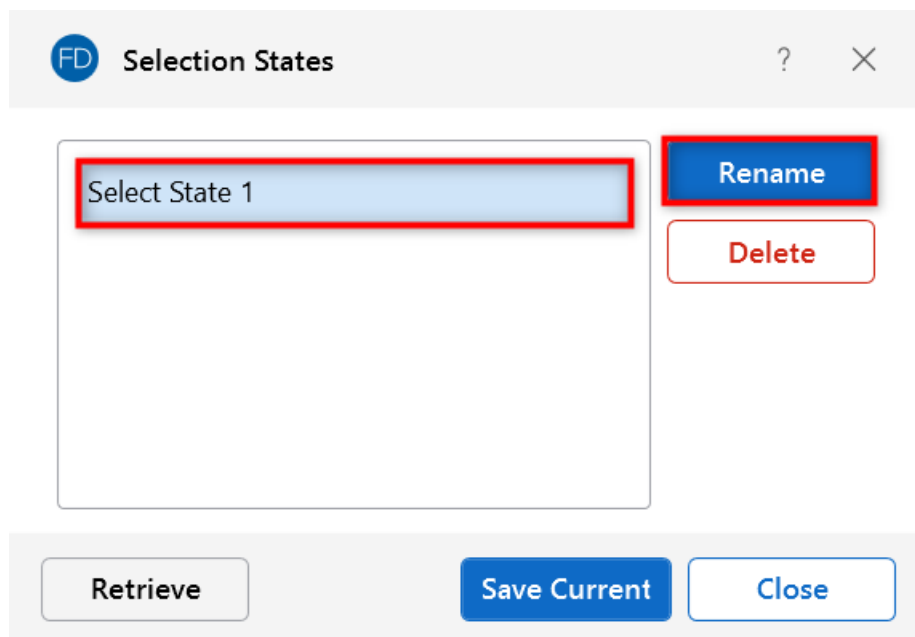 FD Selection States ?
Select State 1
Rename
Delete
Retrieve
Save Current
Close